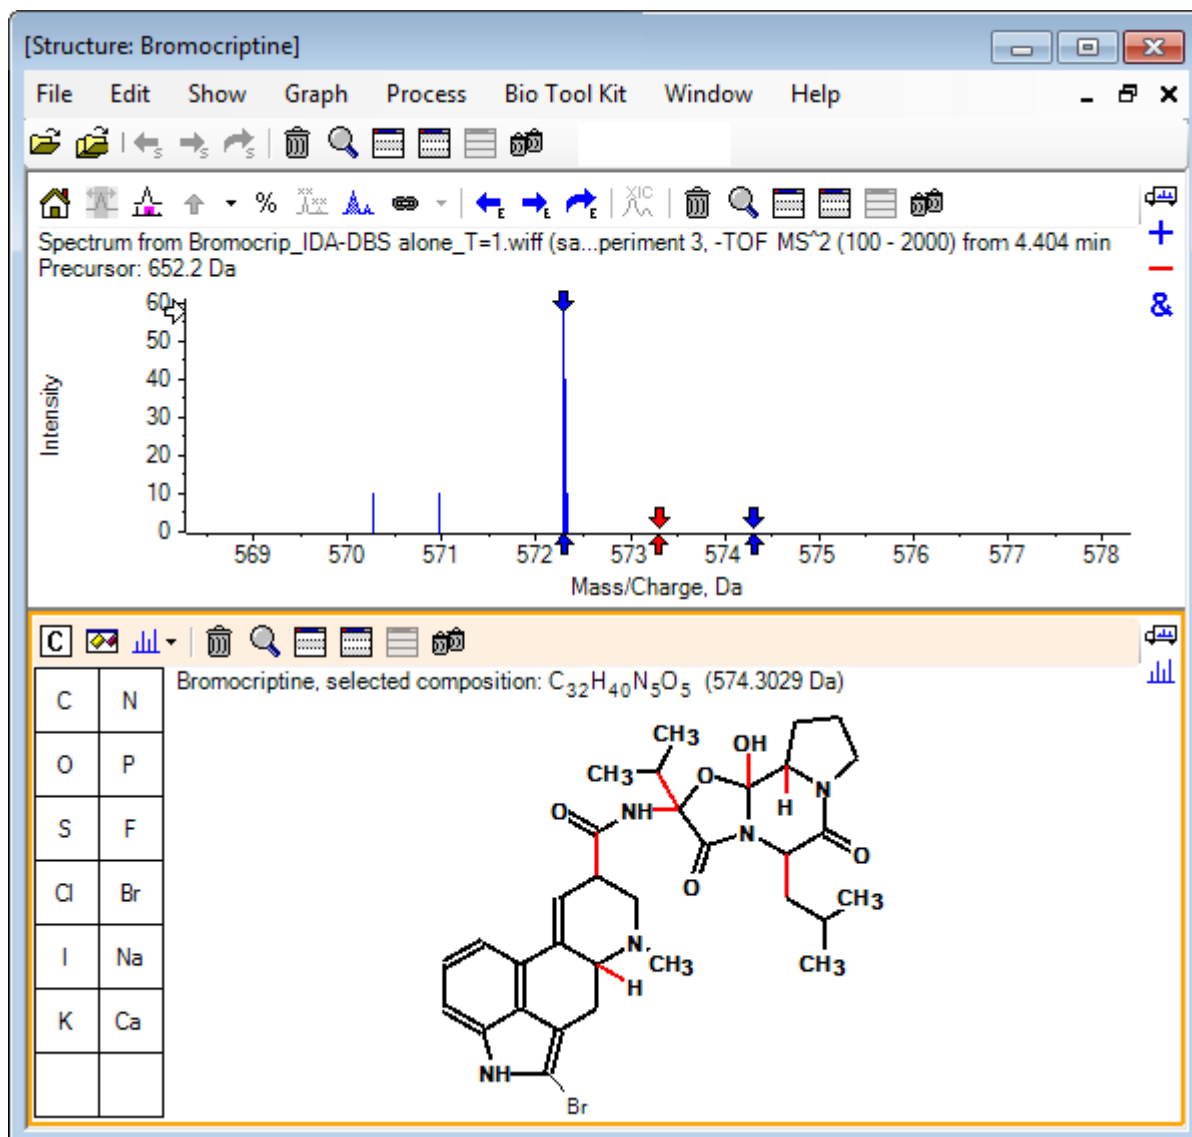 [Structure: Bromocriptine]
File Edit Show Graph Process Bio Tool Kit Window Help
S S S
% E E E XIC
Spectrum from Bromocrip_IDA-DBS alone_T=1.wiff (sa...periment 3, -TOF MS^2 (100 - 2000) from 4.404 min
Precursor: 652.2 Da
+
&
Intensity
60
50
40
30
20
10
0
569 570 571 572 573 574 575 576 577 578
Mass/Charge, Da
C
Bromocriptine, selected composition: C32H40N5O5 (574.3029 Da)
C N
O P
S F
Cl Br
I Na
K Ca
CH3 OH
CH3 O
O NH H N
N
O O
CH3
N
CH3 CH3
H
NH
Br